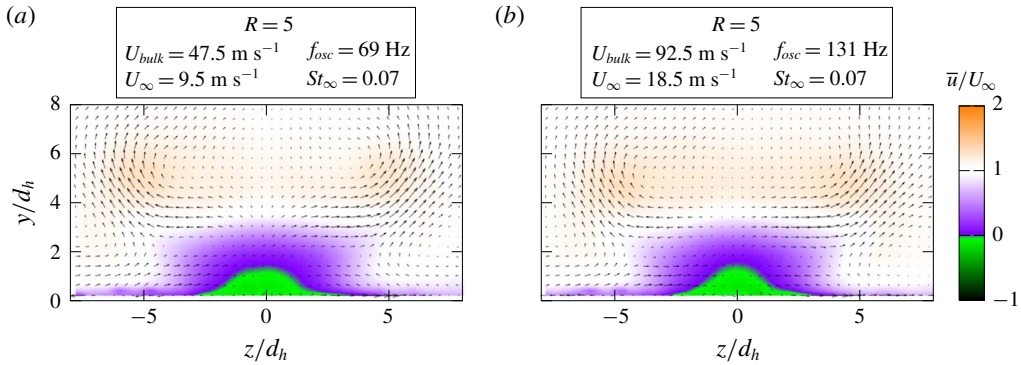 (a)
R = 5
U_bulk = 47.5 m s⁻¹ f_osc = 69 Hz
U_∞ = 9.5 m s⁻¹ St_∞ = 0.07
(b)
R = 5
U_bulk = 92.5 m s⁻¹ f_osc = 131 Hz
U_∞ = 18.5 m s⁻¹ St_∞ = 0.07
y/d_h
8
6
4
2
0
−5 0 5
z/d_h
−5 0 5
z/d_h
u̅/U_∞
2
1
0
−1